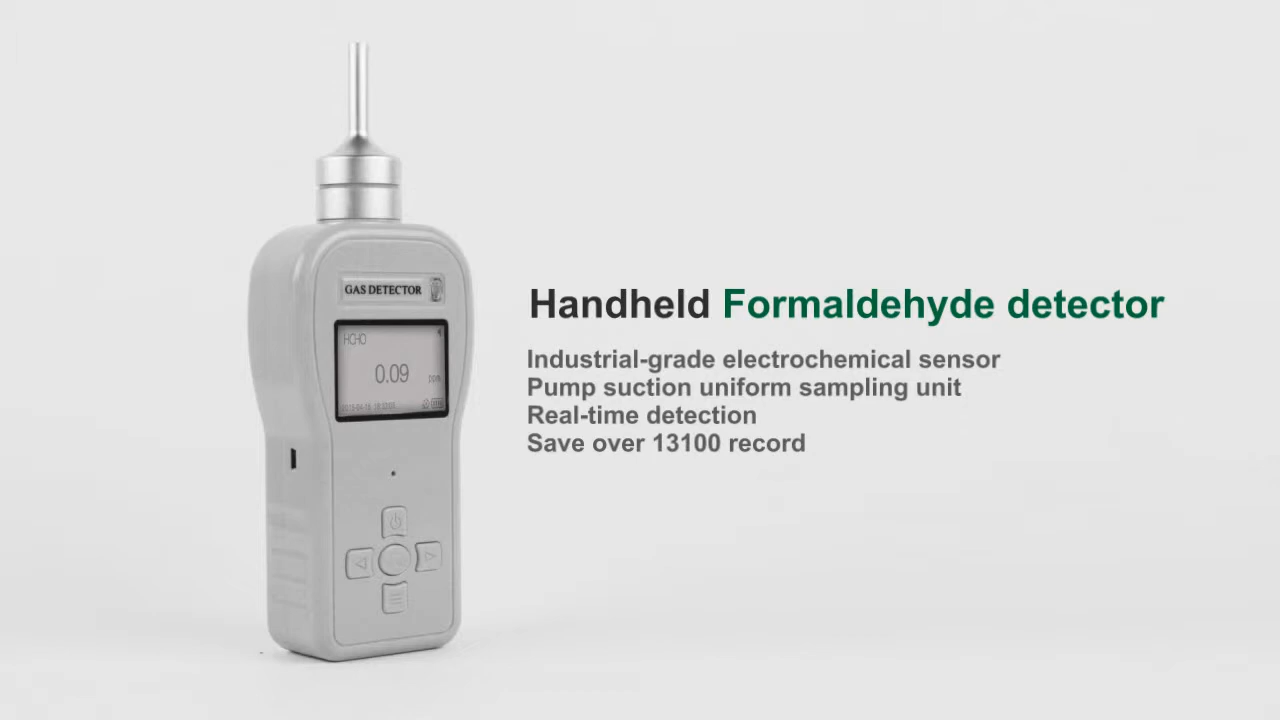 GAS DETECTOR
HCHO
0.09
ppm
Handheld Formaldehyde detector
Industrial-grade electrochemical sensor
Pump suction uniform sampling unit
Real-time detection
Save over 13100 record